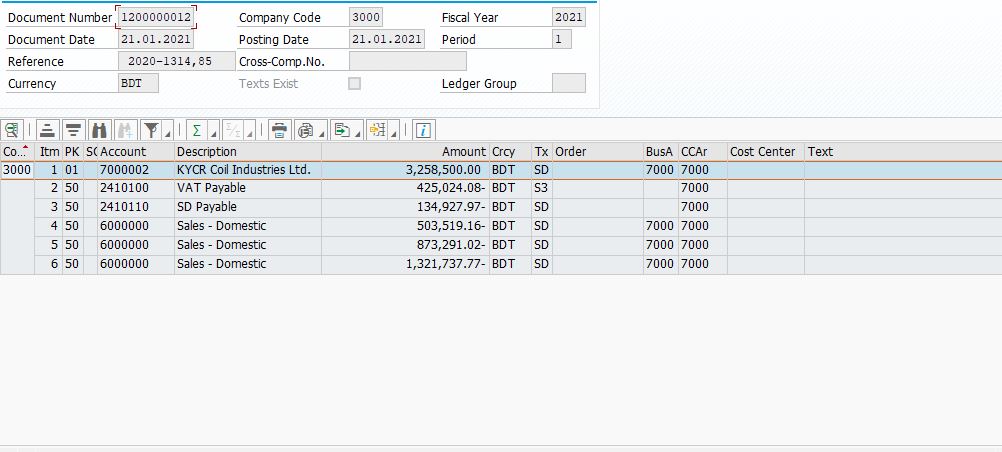 Document Number 1200000012 Company Code 3000 Fiscal Year 2021
Document Date 21.01.2021 Posting Date 21.01.2021 Period 1
Reference 2020-1314,85 Cross-Comp.No.
Currency BDT Texts Exist Ledger Group
Co... Itm PK SC Account Description Amount Crcy Tx Order BusA CCAr Cost Center Text
3000 1 01 7000002 KYCR Coil Industries Ltd. 3,258,500.00 BDT SD 7000 7000
2 50 2410100 VAT Payable 425,024.08- BDT S3 7000
3 50 2410110 SD Payable 134,927.97- BDT SD 7000
4 50 6000000 Sales - Domestic 503,519.16- BDT SD 7000 7000
5 50 6000000 Sales - Domestic 873,291.02- BDT SD 7000 7000
6 50 6000000 Sales - Domestic 1,321,737.77- BDT SD 7000 7000